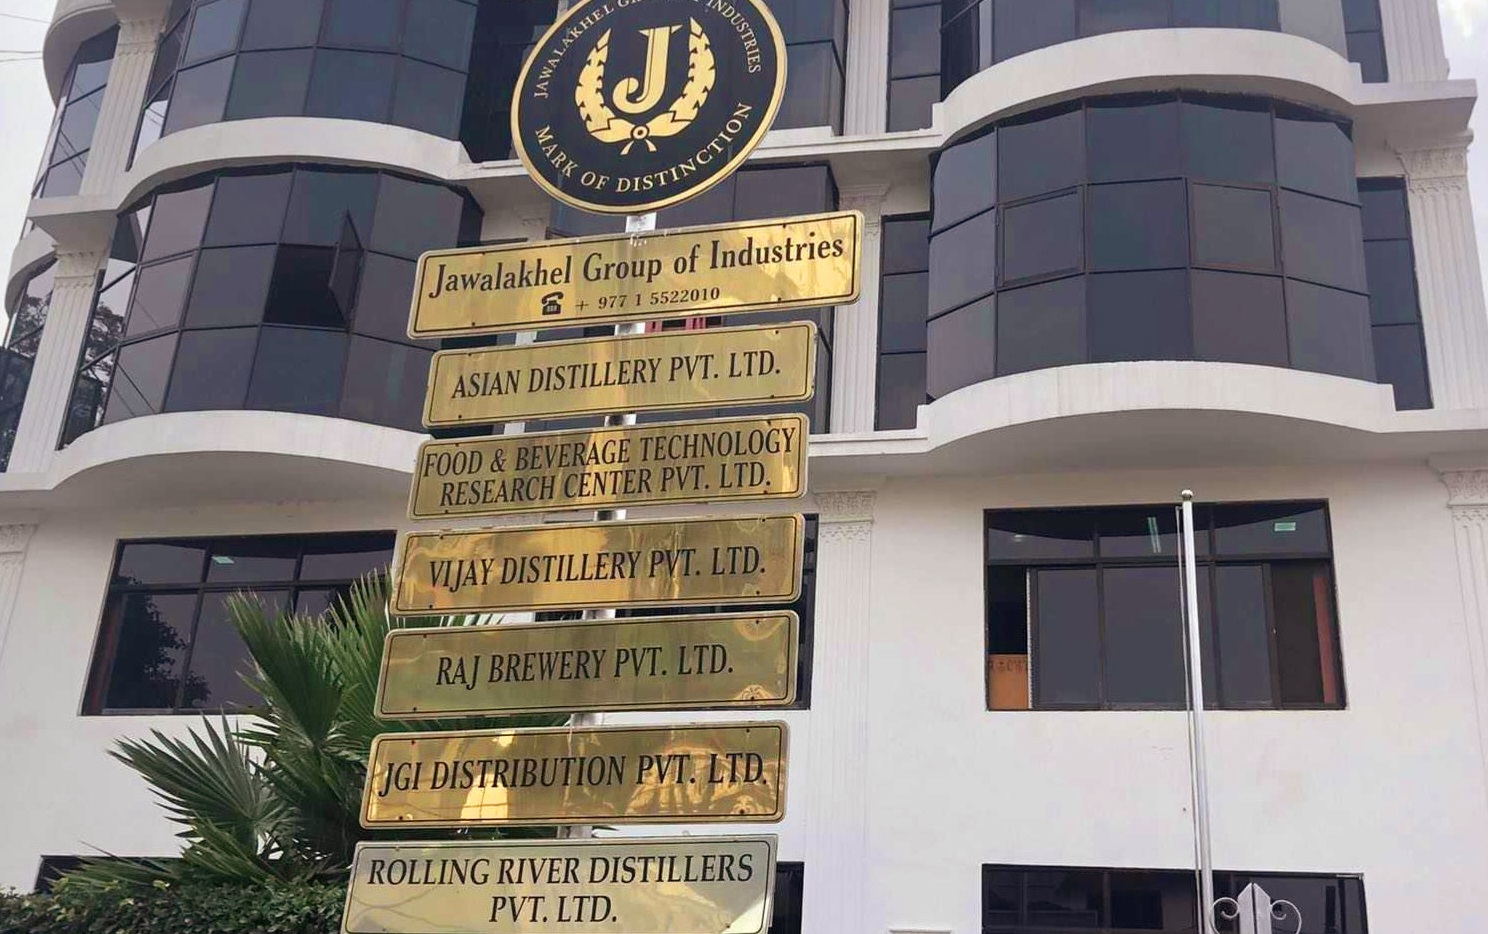 JAWALAKHEL GROUP OF INDUSTRIES
J
MARK OF DISTINCTION
Jawalakhel Group of Industries
+ 977 1 5522010
ASIAN DISTILLERY PVT. LTD.
FOOD & BEVERAGE TECHNOLOGY
RESEARCH CENTER PVT. LTD.
VIJAY DISTILLERY PVT. LTD.
RAJ BREWERY PVT. LTD.
JGI DISTRIBUTION PVT. LTD.
ROLLING RIVER DISTILLERS
PVT. LTD.